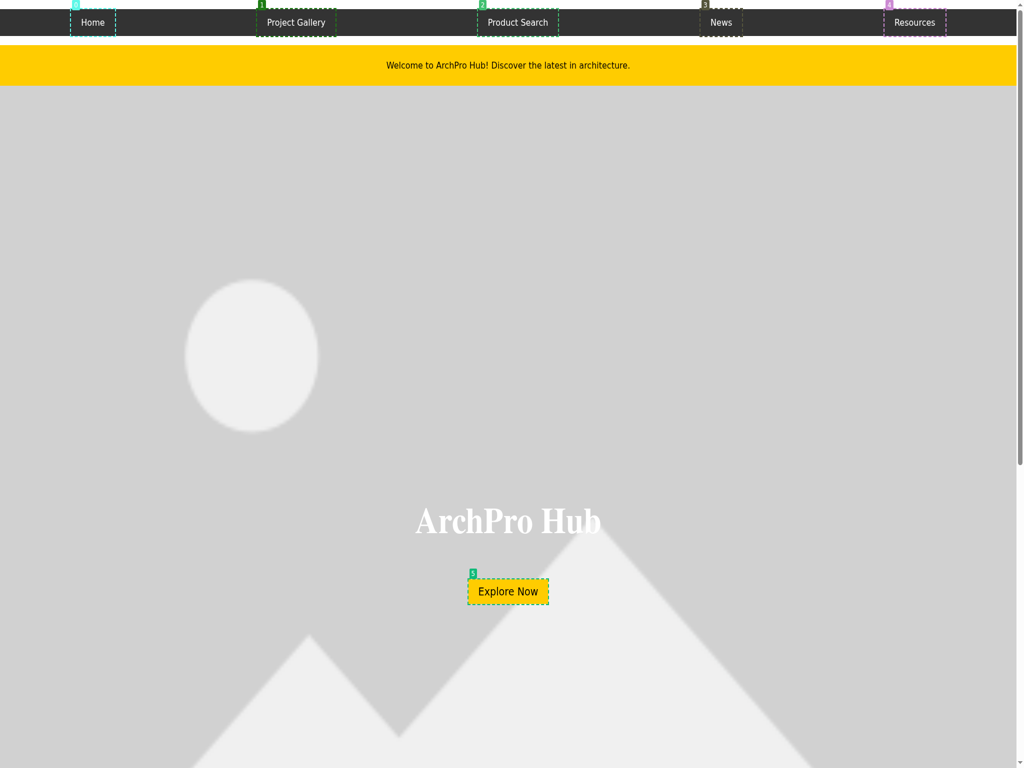 0 1 2 3 4
Home Project Gallery Product Search News Resources
Welcome to ArchPro Hub! Discover the latest in architecture.
ArchPro Hub
5
Explore Now